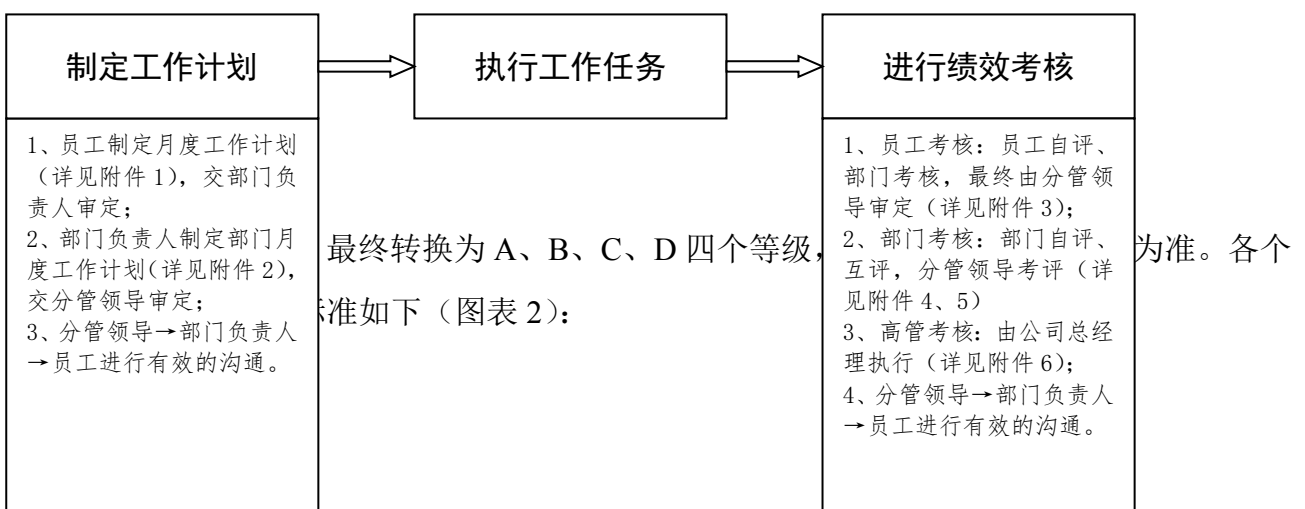 制定工作计划
执行工作任务
进行绩效考核
1、员工制定月度工作计划
（详见附件1），交部门负
责人审定；
2、部门负责人制定部门月
度工作计划（详见附件2），
交分管领导审定；
3、分管领导→部门负责人
→员工进行有效的沟通。
最终转换为 A、B、C、D 四个等级，
准如下（图表 2）：
1、员工考核：员工自评、
部门考核，最终由分管领
导审定（详见附件3）；
2、部门考核：部门自评、
互评，分管领导考评（详
见附件4、5）
3、高管考核：由公司总经
理执行（详见附件6）；
4、分管领导→部门负责人
→员工进行有效的沟通。
为准。各个